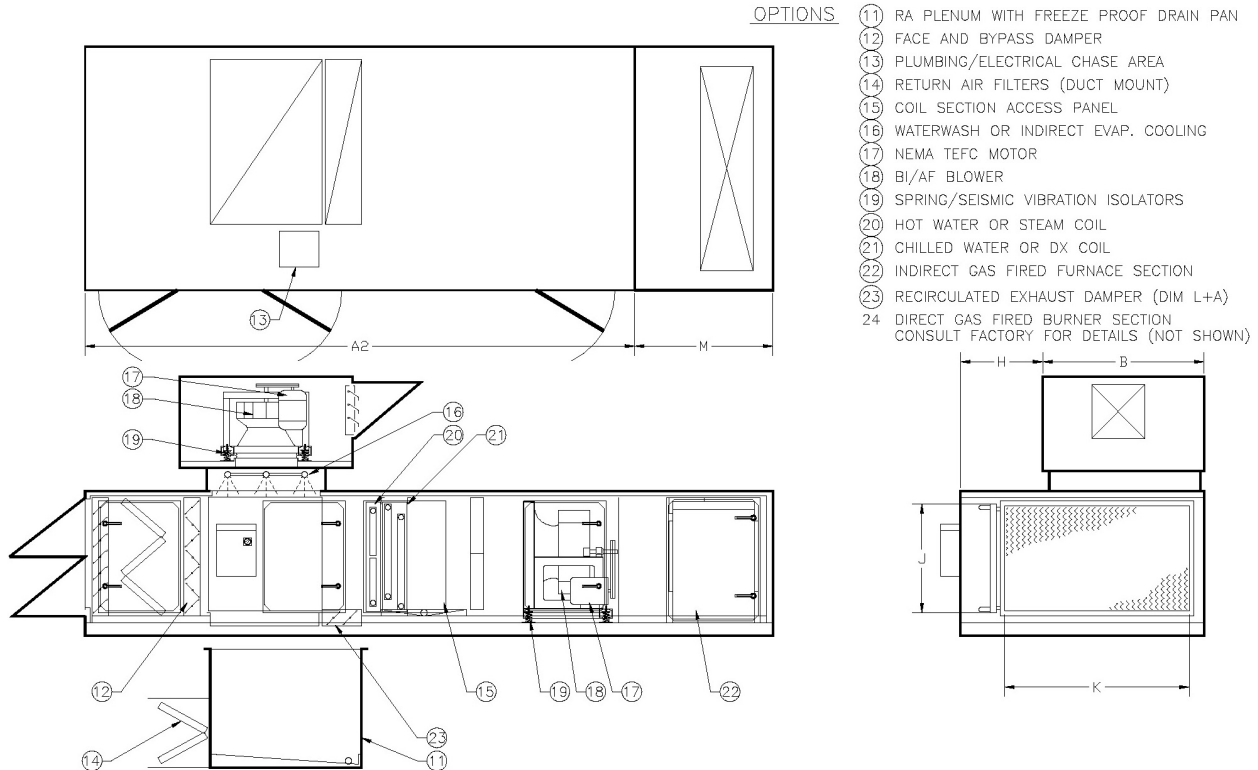 OPTIONS
11 RA PLENUM WITH FREEZE PROOF DRAIN PAN
12 FACE AND BYPASS DAMPER
13 PLUMBING/ELECTRICAL CHASE AREA
14 RETURN AIR FILTERS (DUCT MOUNT)
15 COIL SECTION ACCESS PANEL
16 WATERWASH OR INDIRECT EVAP. COOLING
17 NEMA TEFC MOTOR
18 BI/AF BLOWER
19 SPRING/SEISMIC VIBRATION ISOLATORS
20 HOT WATER OR STEAM COIL
21 CHILLED WATER OR DX COIL
22 INDIRECT GAS FIRED FURNACE SECTION
23 RECIRCULATED EXHAUST DAMPER (DIM L+A)
24 DIRECT GAS FIRED BURNER SECTION
CONSULT FACTORY FOR DETAILS (NOT SHOWN)
13
A2
M
H
B
17
18
19
16
20
21
J
K
12
15
19
18
17
22
14
23
11